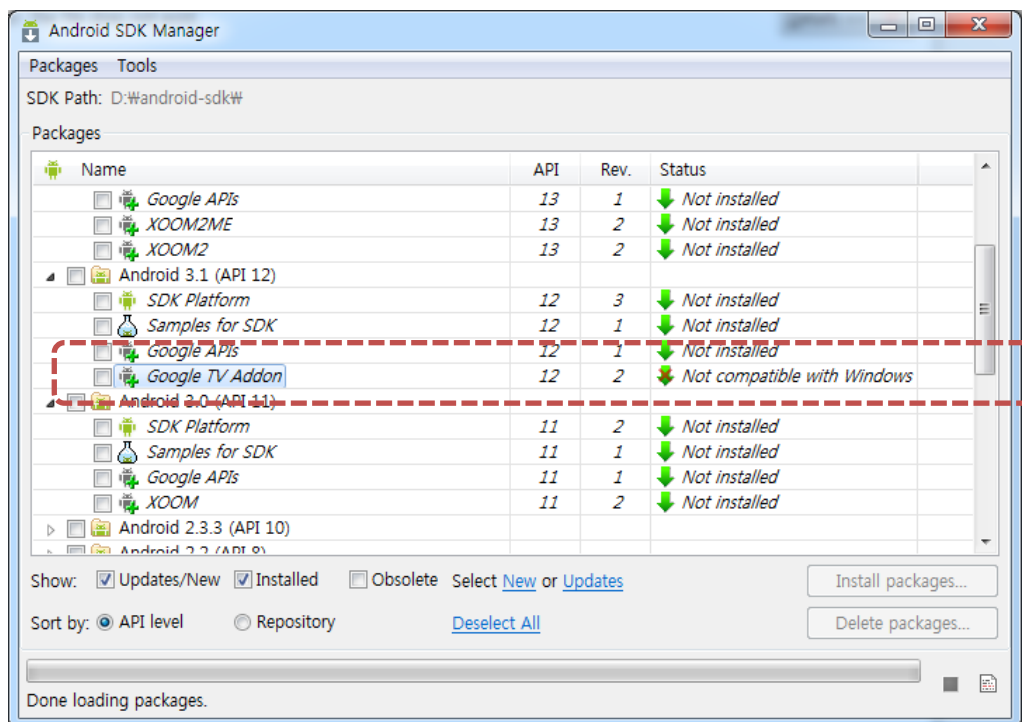 Android SDK Manager
Packages Tools
SDK Path: D:₩android-sdk₩
Packages
Name API Rev. Status
Google APIs 13 1 Not installed
XOOM2ME 13 2 Not installed
XOOM2 13 2 Not installed
Android 3.1 (API 12)
SDK Platform 12 3 Not installed
Samples for SDK 12 1 Not installed
Google APIs 12 1 Not installed
Google TV Addon 12 2 Not compatible with Windows
Android 3.0 (API 11)
SDK Platform 11 2 Not installed
Samples for SDK 11 1 Not installed
Google APIs 11 1 Not installed
XOOM 11 2 Not installed
Android 2.3.3 (API 10)
Android 2.2 (API 8)
Show: Updates/New Installed Obsolete Select New or Updates Install packages...
Sort by: API level Repository Deselect All Delete packages...
Done loading packages.